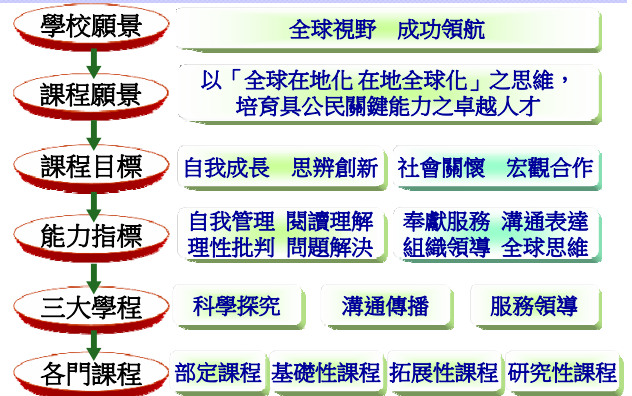 學校願景
全球視野 成功領航
課程願景
以「全球在地化 在地全球化」之思維，
培育具公民關鍵能力之卓越人才
課程目標
自我成長 思辨創新
社會關懷 宏觀合作
能力指標
自我管理 閱讀理解
理性批判 問題解決
奉獻服務 溝通表達
組織領導 全球思維
三大學程
科學探究
溝通傳播
服務領導
各門課程
部定課程
基礎性課程
拓展性課程
研究性課程